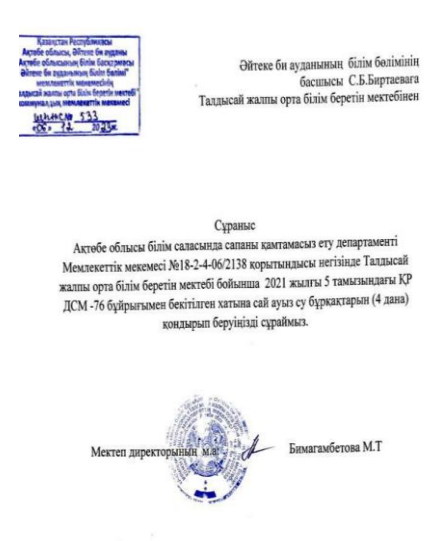 Қазақстан Республикасы
Ақтөбе облысы, Әйтеке би ауданы
Ақтөбе облысының білім басқармасы
"Әйтеке би ауданының білім бөлімі"
мемлекеттік мекемесінің
"Талдысай жалпы орта білім беретін мектебі"
коммуналдық мемлекеттік мекемесі
533
«06» 12 2023ж
Әйтеке би ауданының білім бөлімінің
басшысы С.Б.Биртаеваға
Талдысай жалпы орта білім беретін мектебінен
Сұраныс
Ақтөбе облысы білім саласында сапаны қамтамасыз ету департаменті
Мемлекеттік мекемесі №18-2-4-06/2138 қорытындысы негізінде Талдысай
жалпы орта білім беретін мектебі бойынша 2021 жылғы 5 тамызындағы ҚР
ДСМ -76 бұйрығымен бекітілген хатына сай ауыз су бұрқақтарын (4 дана)
қондырып беруіңізді сұраймыз.
Мектеп директорының м.а: Бимагамбетова М.Т